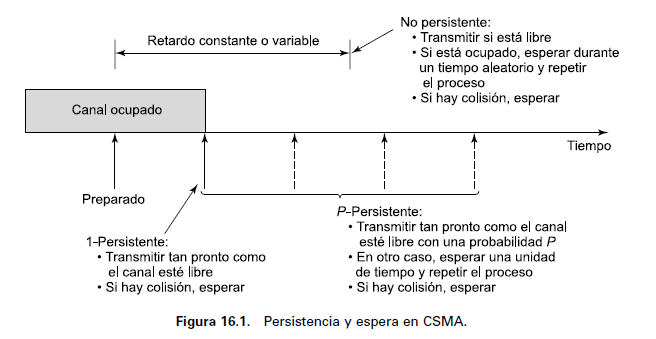 Retardo constante o variable
No persistente:
• Transmitir si está libre
• Si está ocupado, esperar durante
un tiempo aleatorio y repetir
el proceso
• Si hay colisión, esperar
Canal ocupado
Tiempo
Preparado
1–Persistente:
• Transmitir tan pronto como
el canal esté libre
• Si hay colisión, esperar
P–Persistente:
• Transmitir tan pronto como el canal
esté libre con una probabilidad P
• En otro caso, esperar una unidad
de tiempo y repetir el proceso
• Si hay colisión, esperar
Figura 16.1. Persistencia y espera en CSMA.